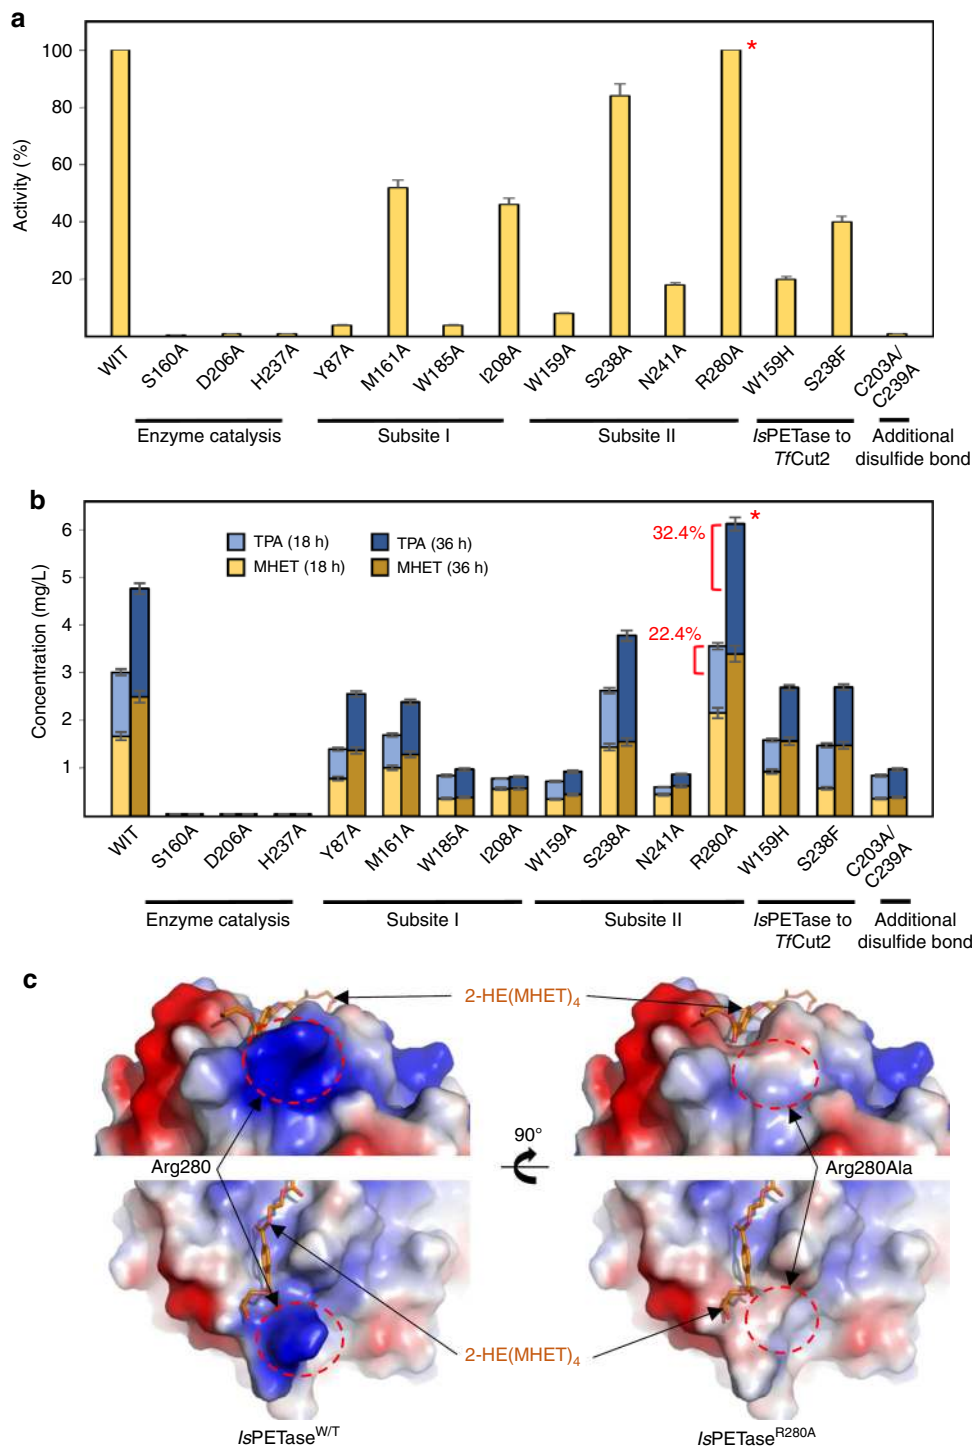 a
Activity (%)
100
80
60
40
20
*
WIT
S160A
D206A
H237A
Y87A
M161A
W185A
I208A
W159A
S238A
N241A
R280A
W159H
S238F
C203A/
C239A
Enzyme catalysis
Subsite I
Subsite II
IsPETase to
TfCut2
Additional
disulfide bond
b
Concentration (mg/L)
6
5
4
3
2
1
TPA (18 h)
TPA (36 h)
MHET (18 h)
MHET (36 h)
32.4%
*
22.4%
WIT
S160A
D206A
H237A
Y87A
M161A
W185A
I208A
W159A
S238A
N241A
R280A
W159H
S238F
C203A/
C239A
Enzyme catalysis
Subsite I
Subsite II
IsPETase to
TfCut2
Additional
disulfide bond
c
2-HE(MHET)4
Arg280
90°
Arg280Ala
2-HE(MHET)4
IsPETaseW/T
IsPETaseR280A